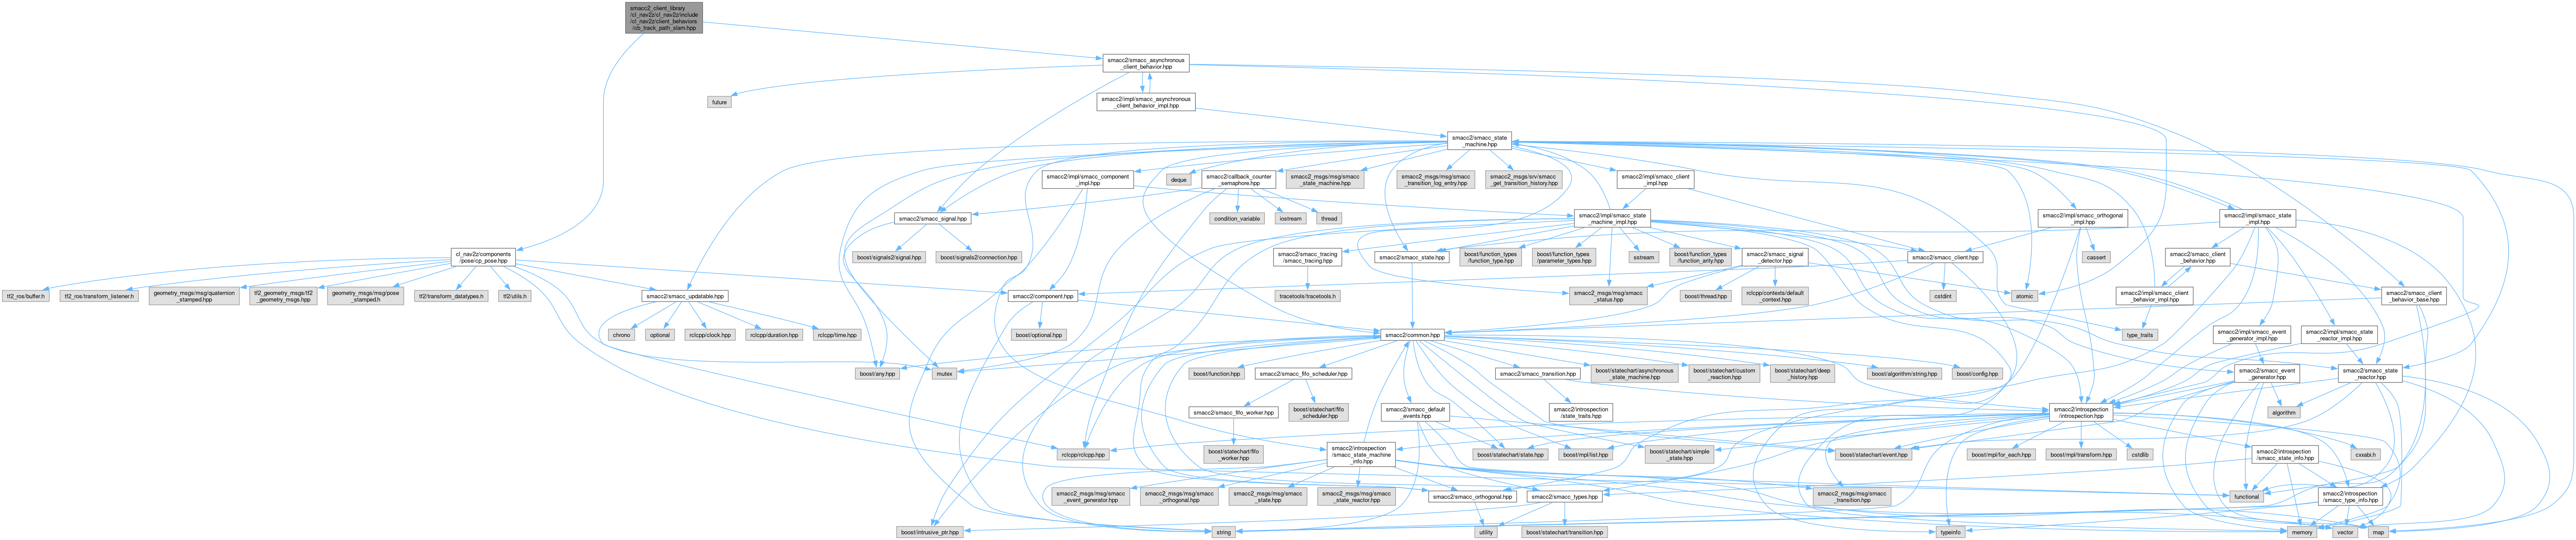 smacc2_client_library
/cl_nav2z/cl_nav2z/include
/cl_nav2z/client_behaviors
/cb_track_path_slam.hpp
smacc2/smacc_asynchronous
_client_behavior.hpp
future
smacc2/impl/smacc_asynchronous
_client_behavior_impl.hpp
smacc2/smacc_state
_machine.hpp
smacc2/impl/smacc_component
_impl.hpp
deque
smacc2/callback_counter
_semaphore.hpp
smacc2_msgs/msg/smacc
_state_machine.hpp
smacc2_msgs/msg/smacc
_transition_log_entry.hpp
smacc2_msgs/srv/smacc
_get_transition_history.hpp
smacc2/impl/smacc_client
_impl.hpp
smacc2/smacc_signal.hpp
condition_variable
iostream
thread
smacc2/impl/smacc_state
_machine_impl.hpp
smacc2/impl/smacc_orthogonal
_impl.hpp
smacc2/impl/smacc_state
_impl.hpp
cl_nav2z/components
/pose/cp_pose.hpp
boost/signals2/signal.hpp
boost/signals2/connection.hpp
smacc2/smacc_tracing
/smacc_tracing.hpp
smacc2/smacc_state.hpp
boost/function_types
/function_type.hpp
boost/function_types
/parameter_types.hpp
sstream
boost/function_types
/function_arity.hpp
smacc2/smacc_signal
_detector.hpp
smacc2/smacc_client.hpp
cassert
smacc2/smacc_client
_behavior.hpp
tf2_ros/buffer.h
tf2_ros/transform_listener.h
geometry_msgs/msg/quaternion
_stamped.hpp
tf2_geometry_msgs/tf2
_geometry_msgs.hpp
geometry_msgs/msg/pose
_stamped.h
tf2/transform_datatypes.h
tf2/utils.h
smacc2/smacc_updatable.hpp
smacc2/component.hpp
tracetools/tracetools.h
smacc2_msgs/msg/smacc
_status.hpp
boost/thread.hpp
rclcpp/contexts/default
_context.hpp
cstdint
atomic
smacc2/impl/smacc_client
_behavior_impl.hpp
smacc2/smacc_client
_behavior_base.hpp
chrono
optional
rclcpp/clock.hpp
rclcpp/duration.hpp
rclcpp/time.hpp
boost/optional.hpp
smacc2/common.hpp
type_traits
smacc2/impl/smacc_event
_generator_impl.hpp
smacc2/impl/smacc_state
_reactor_impl.hpp
boost/any.hpp
mutex
boost/function.hpp
smacc2/smacc_fifo_scheduler.hpp
smacc2/smacc_transition.hpp
boost/statechart/asynchronous
_state_machine.hpp
boost/statechart/custom
_reaction.hpp
boost/statechart/deep
_history.hpp
boost/algorithm/string.hpp
boost/config.hpp
smacc2/smacc_event
_generator.hpp
smacc2/smacc_state
_reactor.hpp
smacc2/smacc_fifo_worker.hpp
boost/statechart/fifo
_scheduler.hpp
smacc2/smacc_default
_events.hpp
smacc2/introspection
/state_traits.hpp
smacc2/introspection
/introspection.hpp
algorithm
rclcpp/rclcpp.hpp
boost/statechart/fifo
_worker.hpp
smacc2/introspection
/smacc_state_machine
_info.hpp
boost/statechart/state.hpp
boost/mpl/list.hpp
boost/statechart/simple
_state.hpp
boost/statechart/event.hpp
boost/mpl/for_each.hpp
boost/mpl/transform.hpp
cstdlib
smacc2/introspection
/smacc_state_info.hpp
cxxabi.h
smacc2_msgs/msg/smacc
_event_generator.hpp
smacc2_msgs/msg/smacc
_orthogonal.hpp
smacc2_msgs/msg/smacc
_state.hpp
smacc2_msgs/msg/smacc
_state_reactor.hpp
smacc2/smacc_orthogonal.hpp
smacc2/smacc_types.hpp
smacc2_msgs/msg/smacc
_transition.hpp
functional
smacc2/introspection
/smacc_type_info.hpp
boost/intrusive_ptr.hpp
string
utility
boost/statechart/transition.hpp
typeinfo
memory
vector
map